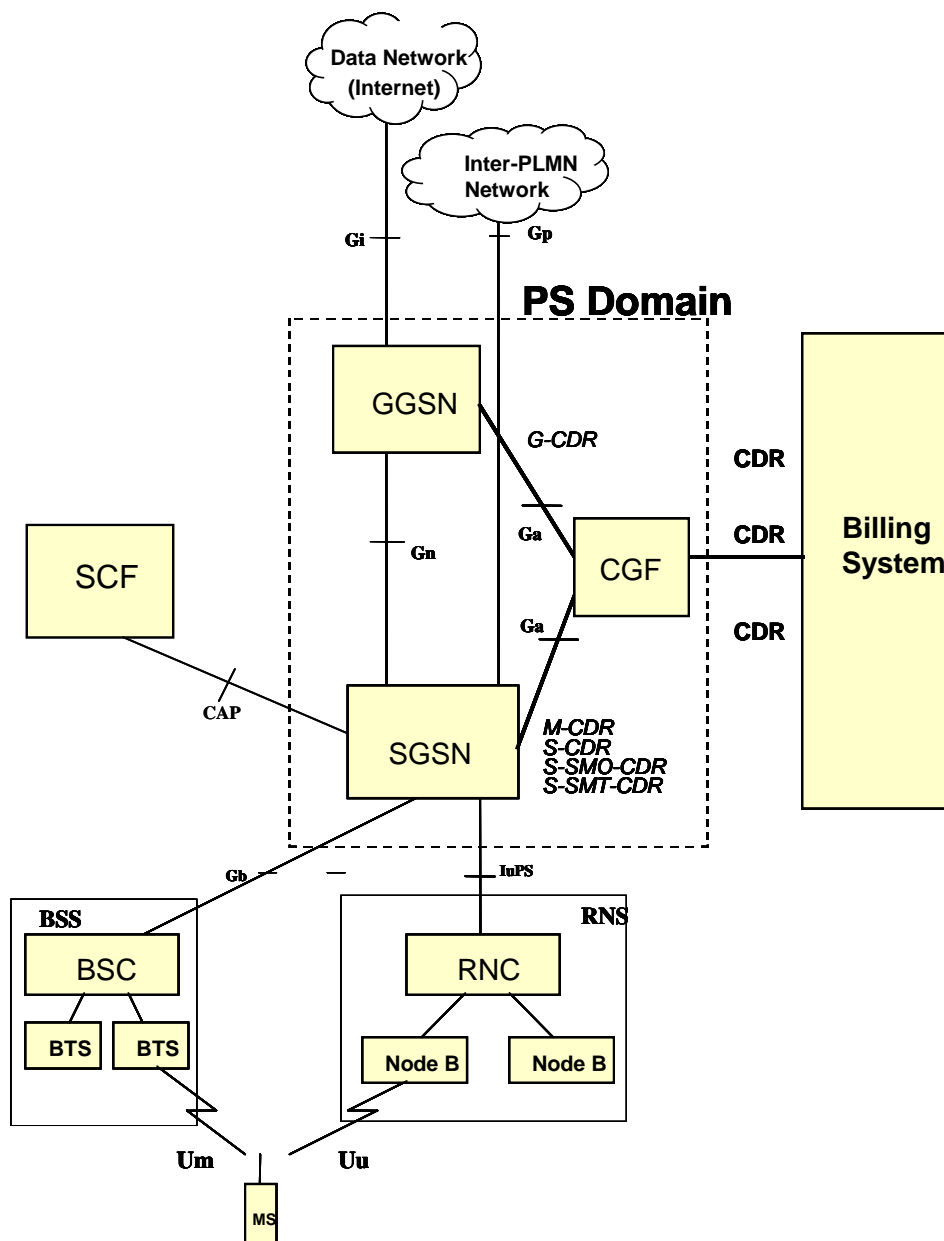 Data Network
(Internet)
Inter-PLMN
Network
Gi
Gp
PS Domain
GGSN
G-CDR
CDR
Ga
Gn
CDR
Billing
System
SCF
CGF
Ga
CDR
CAP
SGSN
M-CDR
S-CDR
S-SMO-CDR
S-SMT-CDR
Gb
IuPS
BSS
RNS
BSC
RNC
BTS
BTS
Node B
Node B
Um
Uu
MS